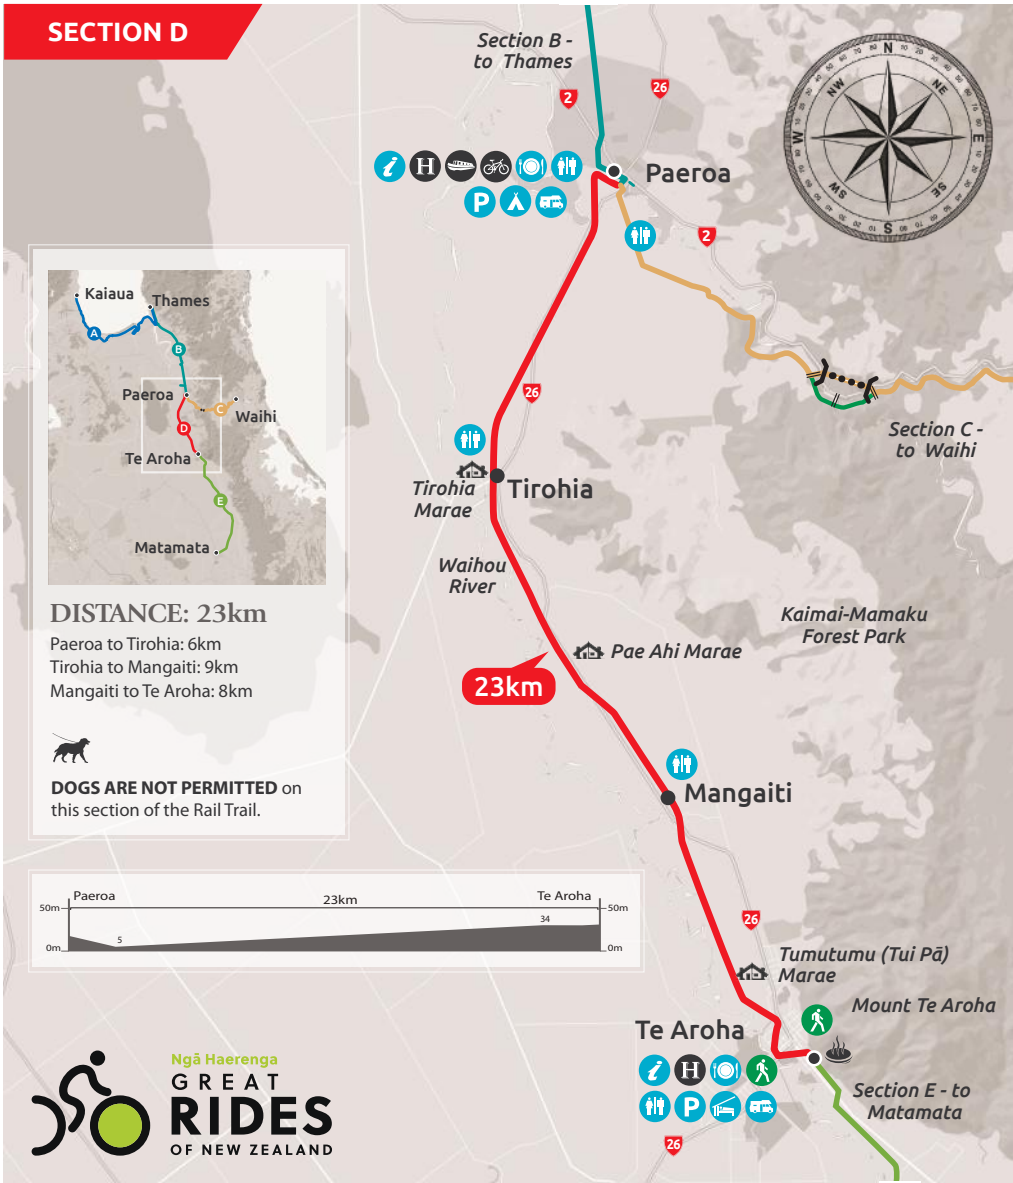 SECTION D
Section B -
to Thames
2
26
N
NE
E
SE
S
SW
W
NW
i
H
P
Paeroa
2
Kaiaua
Thames
A
B
Paeroa
C
Waihi
D
Te Aroha
E
Matamata
26
Section C -
to Waihi
Tirohia
Tirohia
Marae
Waihou
River
Kaimai-Mamaku
Forest Park
DISTANCE: 23km
Paeroa to Tirohia: 6km
Tirohia to Mangaiti: 9km
Mangaiti to Te Aroha: 8km
Pae Ahi Marae
23km
DOGS ARE NOT PERMITTED on
this section of the Rail Trail.
Mangaiti
Paeroa
23km
Te Aroha
50m
50m
5
34
0m
0m
26
Tumutumu (Tui Pā)
Marae
Mount Te Aroha
Te Aroha
i
H
P
Section E - to
Matamata
26
Ngā Haerenga
GREAT
RIDES
OF NEW ZEALAND